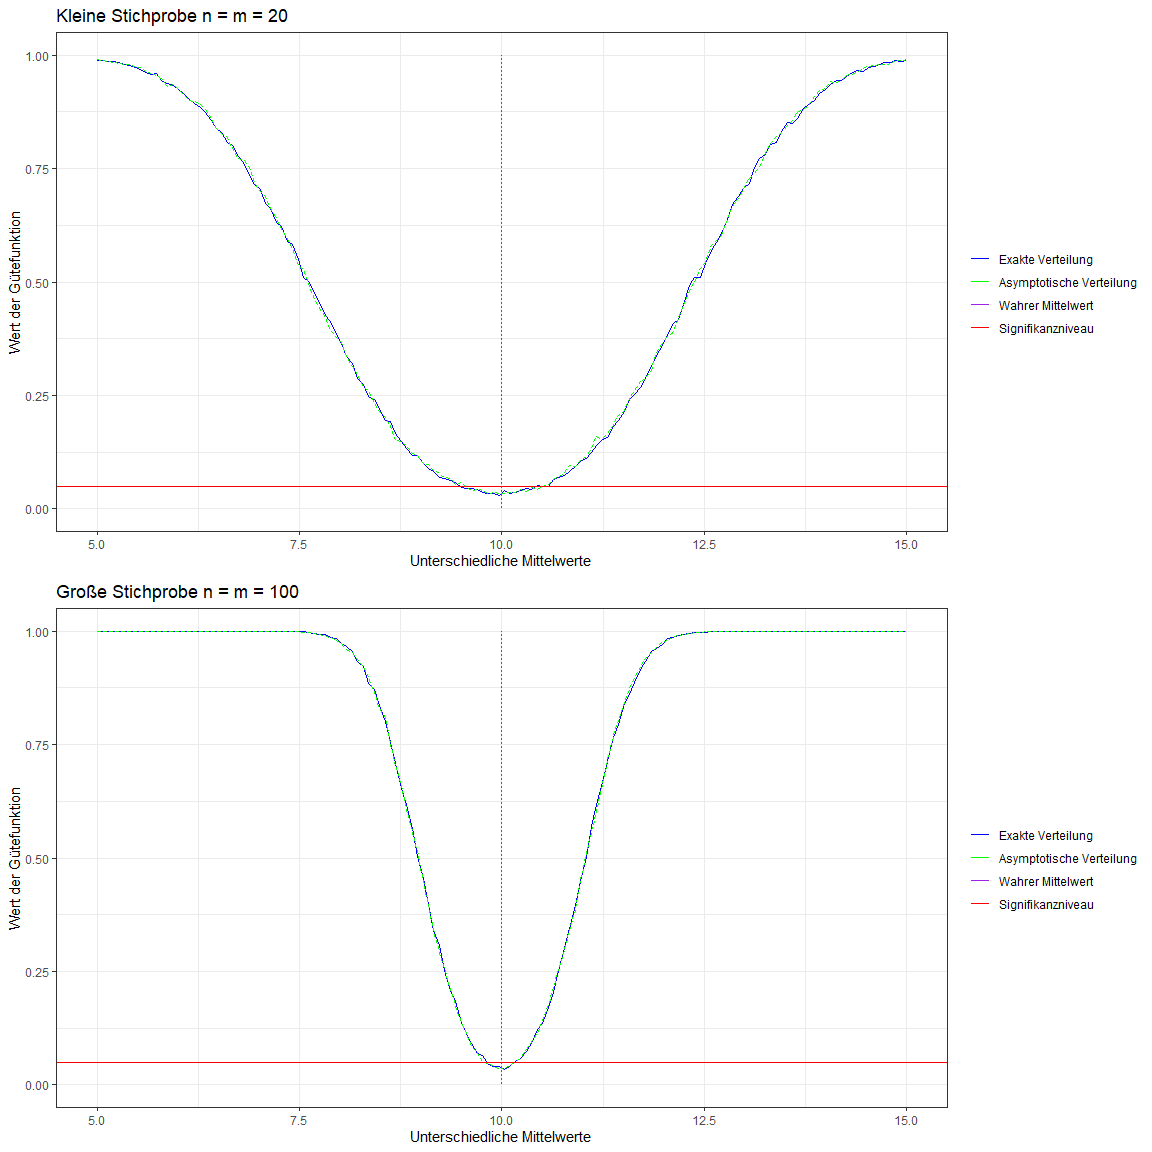 Kleine Stichprobe n = m = 20
1.00
0.75
0.50
0.25
0.00
Wert der Gütefunktion
5.0 7.5 10.0 12.5 15.0
Unterschiedliche Mittelwerte
Exakte Verteilung
Asymptotische Verteilung
Wahrer Mittelwert
Signifikanzniveau
Große Stichprobe n = m = 100
1.00
0.75
0.50
0.25
0.00
Wert der Gütefunktion
5.0 7.5 10.0 12.5 15.0
Unterschiedliche Mittelwerte
Exakte Verteilung
Asymptotische Verteilung
Wahrer Mittelwert
Signifikanzniveau